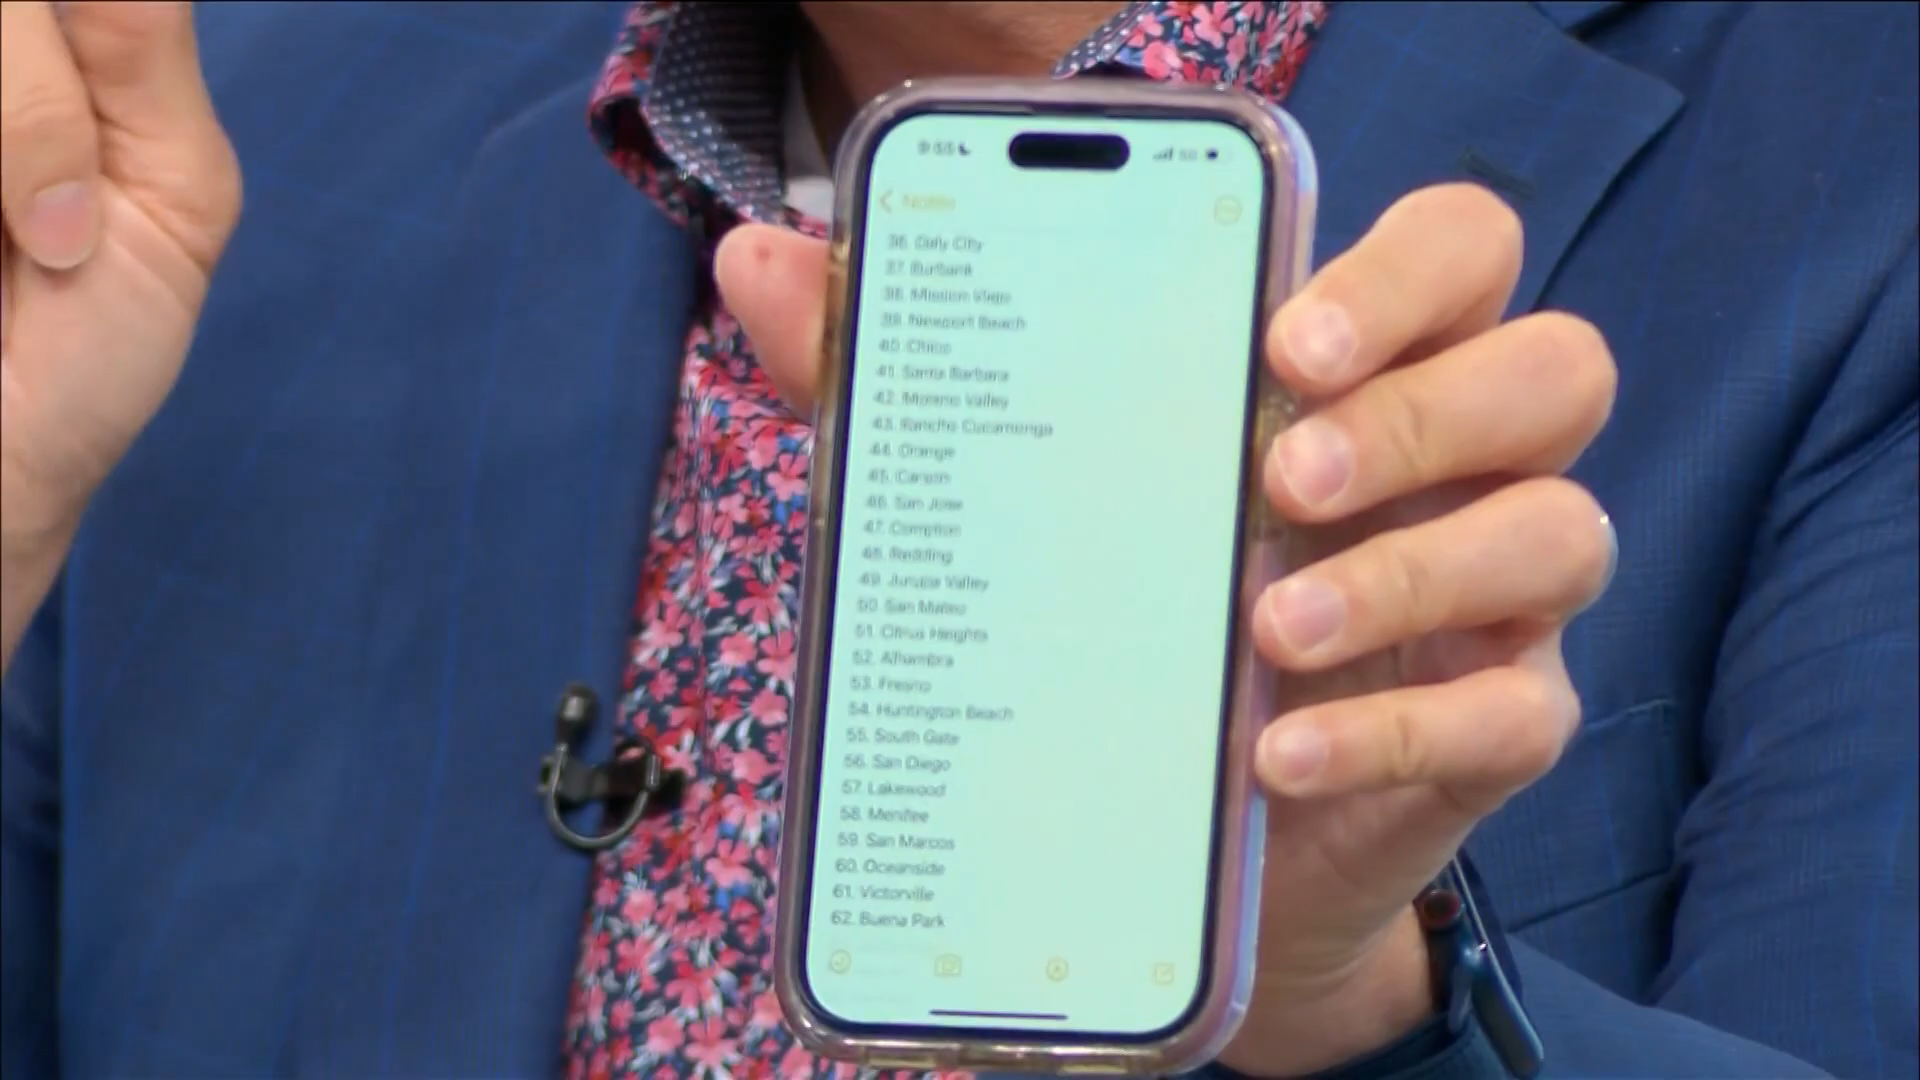 9:55
Notes
36. Daly City
37. Burbank
38. Mission Viejo
39. Newport Beach
40. Chico
41. Santa Barbara
42. Moreno Valley
43. Rancho Cucamonga
44. Orange
45. Carson
46. San Jose
47. Compton
48. Redding
49. Jurupa Valley
50. San Mateo
51. Citrus Heights
52. Alhambra
53. Fresno
54. Huntington Beach
55. South Gate
56. San Diego
57. Lakewood
58. Menifee
59. San Marcos
60. Oceanside
61. Victorville
62. Buena Park